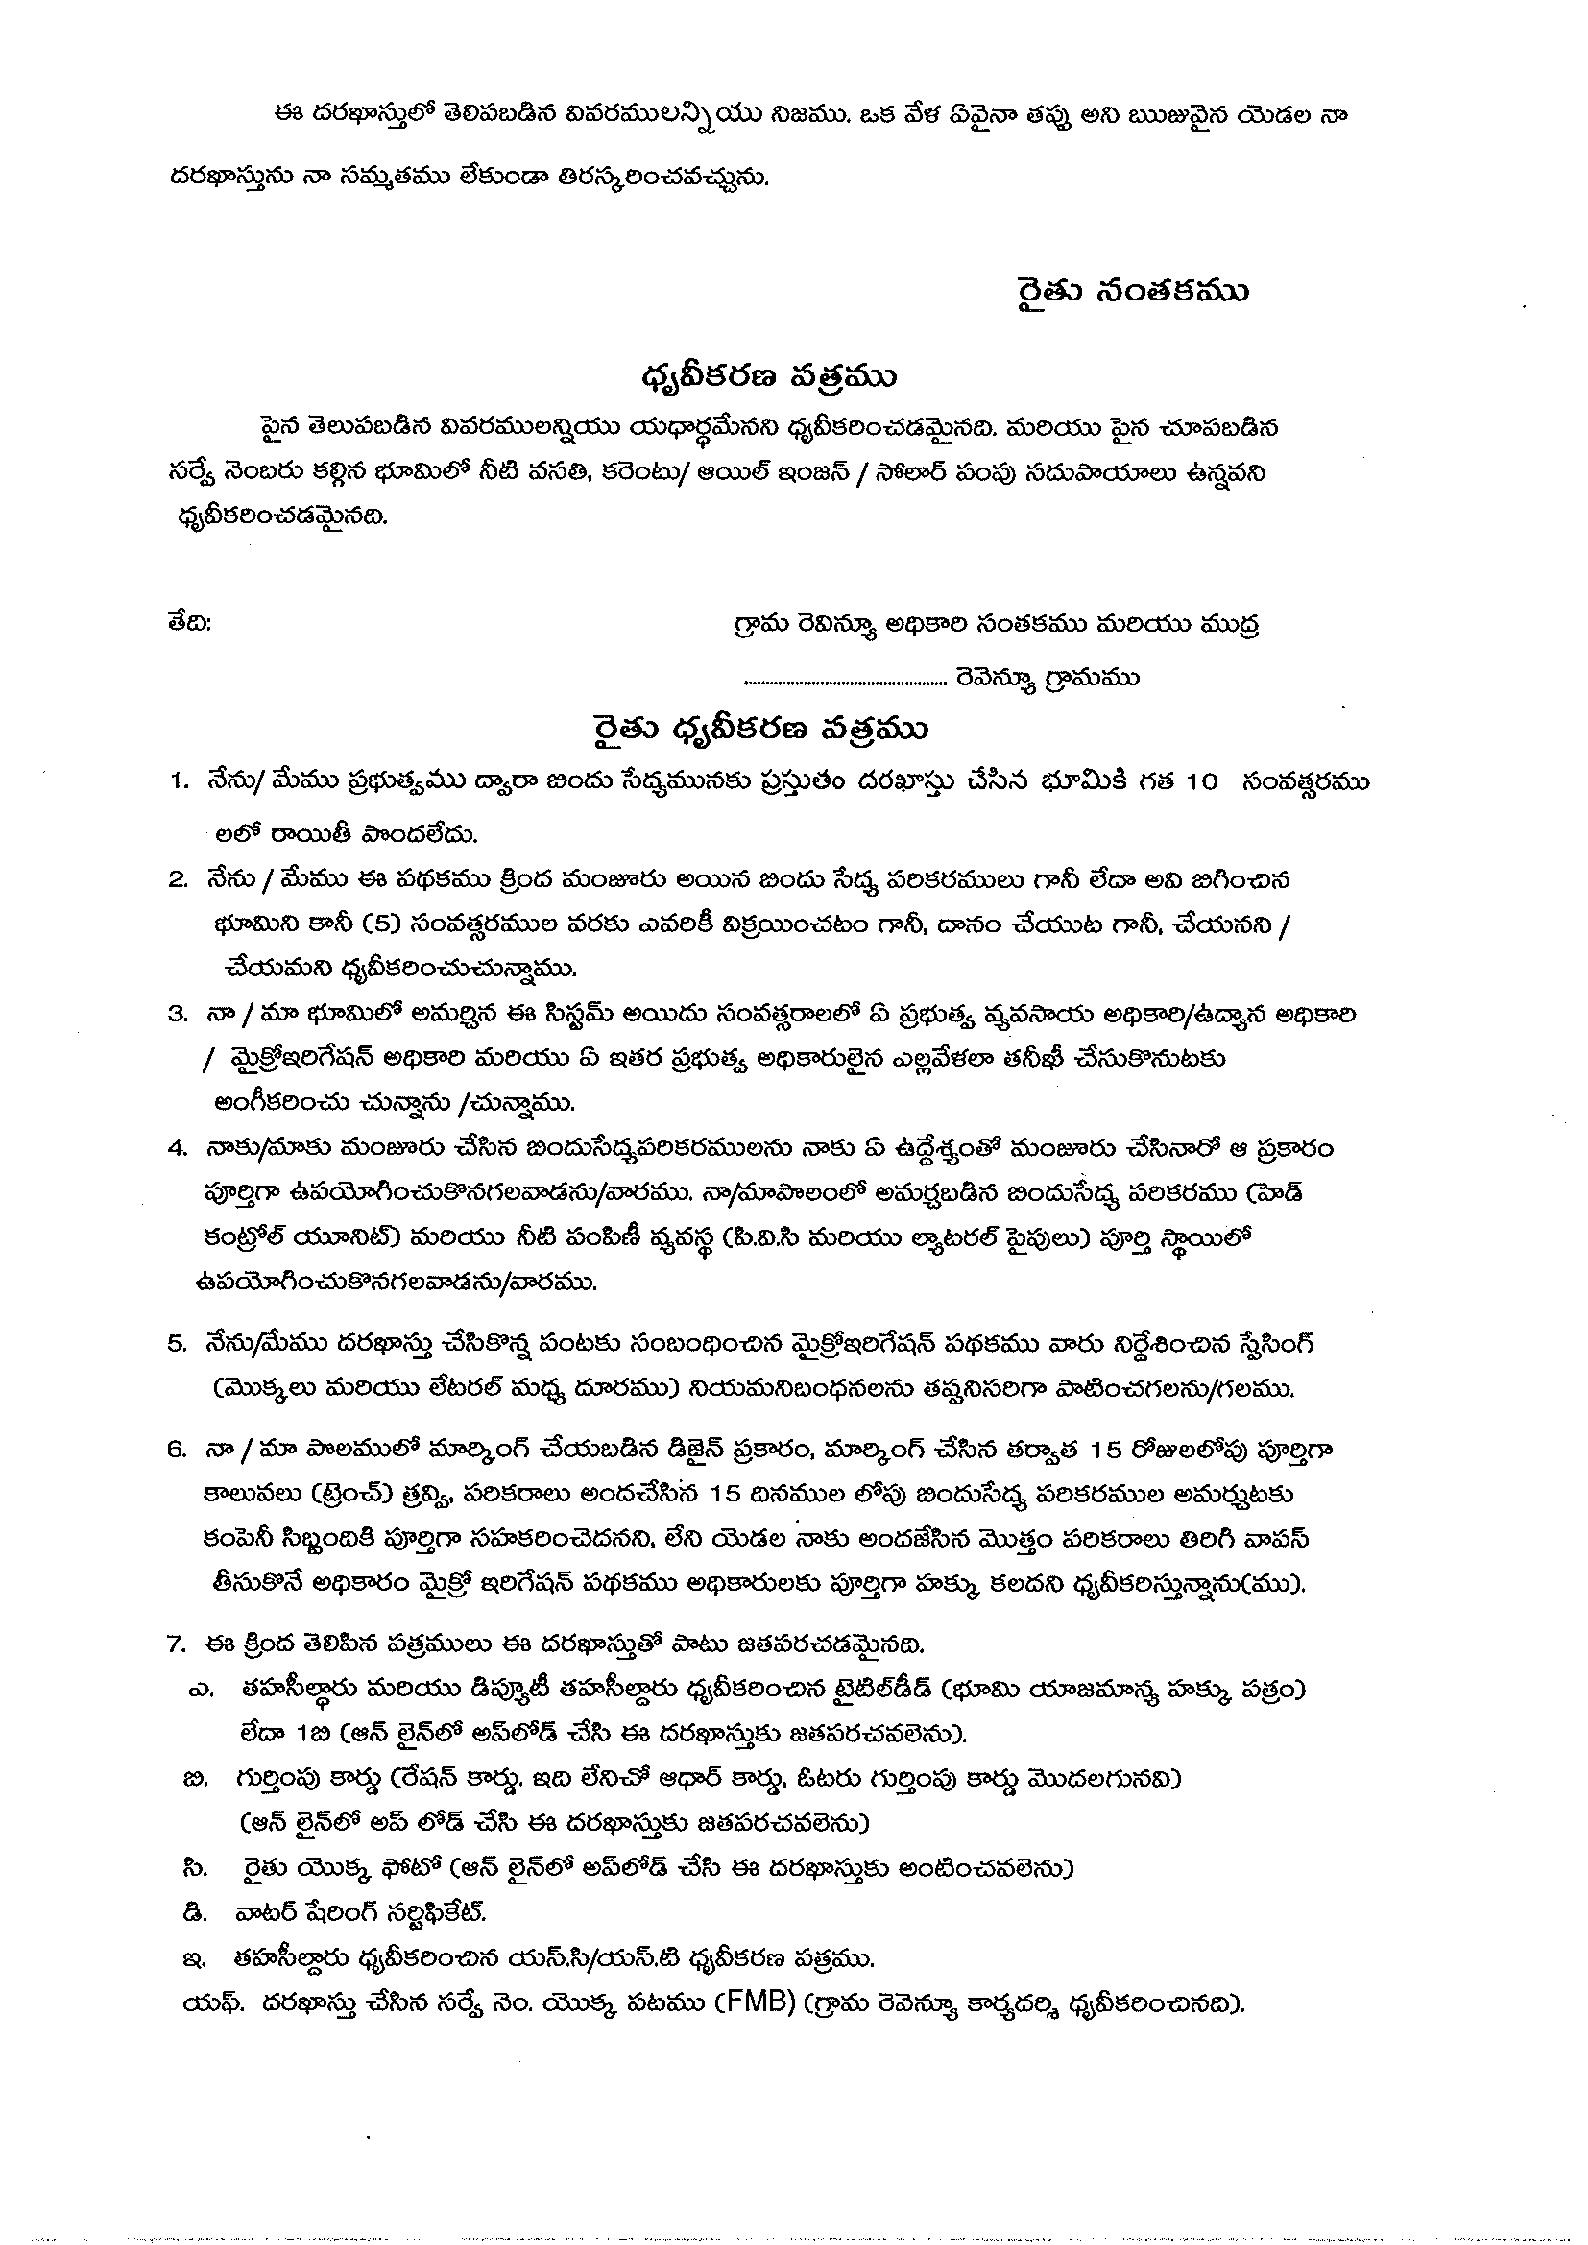 ఈ దరఖాస్తులో తెలిపబడిన వివరములన్నియు నిజము. ఒక వేళ ఏవైనా తప్పు అని ఋజువైన యెడల నా
దరఖాస్తును నా సమ్మతము లేకుండా తిరస్కరించవచ్చును.
రైతు సంతకము
ధృవీకరణ పత్రము
పైన తెలుపబడిన వివరములన్నియు యధార్ధమేనని ధృవీకరించడమైనది. మరియు పైన చూపబడిన
సర్వే నెంబరు కల్గిన భూమిలో నీటి వసతి, కరెంటు/ ఆయిల్ ఇంజన్ / సోలార్ పంపు సదుపాయాలు ఉన్నవని
ధృవీకరించడమైనది.
తేది:
గ్రామ రెవిన్యూ అధికారి సంతకము మరియు ముద్ర
................................................ రెవెన్యూ గ్రామము
రైతు ధృవీకరణ పత్రము
1. నేను/ మేము ప్రభుత్వము ద్వారా బిందు సేద్యమునకు ప్రస్తుతం దరఖాస్తు చేసిన భూమికి గత 10 సంవత్సరము
లలో రాయితీ పొందలేదు.
2. నేను / మేము ఈ పథకము క్రింద మంజూరు అయిన బిందు సేద్య పరికరములు గానీ లేదా అవి బిగించిన
భూమిని కానీ (5) సంవత్సరముల వరకు ఎవరికీ విక్రయించటం గానీ, దానం చేయుట గానీ, చేయనని /
చేయమని ధృవీకరించుచున్నాము.
3. నా / మా భూమిలో అమర్చిన ఈ సిస్టమ్ అయిదు సంవత్సరాలలో ఏ ప్రభుత్వ వ్యవసాయ అధికారి/ఉద్యాన అధికారి
/ మైక్రోఇరిగేషన్ అధికారి మరియు ఏ ఇతర ప్రభుత్వ అధికారులైన ఎల్లవేళలా తనీఖీ చేసుకొనుటకు
అంగీకరించు చున్నాను /చున్నాము.
4. నాకు/మాకు మంజూరు చేసిన బిందుసేద్యపరికరములను నాకు ఏ ఉద్దేశ్యంతో మంజూరు చేసినారో ఆ ప్రకారం
పూర్తిగా ఉపయోగించుకొనగలవాడను/వారము. నా/మాపొలంలో అమర్చబడిన బిందుసేద్య పరికరము (హెడ్
కంట్రోల్ యూనిట్) మరియు నీటి పంపిణీ వ్యవస్థ (పి.వి.సి మరియు ల్యాటరల్ పైపులు) పూర్తి స్థాయిలో
ఉపయోగించుకొనగలవాడను/వారము.
5. నేను/మేము దరఖాస్తు చేసికొన్న పంటకు సంబంధించిన మైక్రోఇరిగేషన్ పథకము వారు నిర్దేశించిన స్పేసింగ్
(మొక్కలు మరియు లేటరల్ మధ్య దూరము) నియమనిబంధనలను తప్పనిసరిగా పాటించగలను/గలము.
6. నా / మా పొలములో మార్కింగ్ చేయబడిన డిజైన్ ప్రకారం, మార్కింగ్ చేసిన తర్వాత 15 రోజులలోపు పూర్తిగా
కాలువలు (ట్రెంచ్) త్రవ్వి, పరికరాలు అందచేసిన 15 దినముల లోపు బిందుసేద్య పరికరముల అమర్చుటకు
కంపెనీ సిబ్బందికి పూర్తిగా సహకరించెదనని, లేని యెడల నాకు అందజేసిన మొత్తం పరికరాలు తిరిగి వాపస్
తీసుకొనే అధికారం మైక్రో ఇరిగేషన్ పథకము అధికారులకు పూర్తిగా హక్కు కలదని ధృవీకరిస్తున్నాను(ము).
7. ఈ క్రింద తెలిపిన పత్రములు ఈ దరఖాస్తుతో పాటు జతపరచడమైనది.
ఎ. తహసీల్ధారు మరియు డిప్యూటీ తహసీల్దారు ధృవీకరించిన టైటిల్‌డీడ్ (భూమి యాజమాన్య హక్కు పత్రం)
లేదా 1బి (ఆన్ లైన్‌లో అప్‌లోడ్ చేసి ఈ దరఖాస్తుకు జతపరచవలెను).
బి. గుర్తింపు కార్డు (రేషన్ కార్డు, ఇది లేనిచో ఆధార్ కార్డు, ఓటరు గుర్తింపు కార్డు మొదలగునవి)
(ఆన్ లైన్‌లో అప్ లోడ్ చేసి ఈ దరఖాస్తుకు జతపరచవలెను)
సి. రైతు యొక్క ఫోటో (ఆన్ లైన్‌లో అప్‌లోడ్ చేసి ఈ దరఖాస్తుకు అంటించవలెను)
డి. వాటర్ షేరింగ్ సర్టిఫికేట్.
ఇ. తహసీల్దారు ధృవీకరించిన యస్.సి/యస్.టి ధృవీకరణ పత్రము.
యఫ్. దరఖాస్తు చేసిన సర్వే నెం. యొక్క పటము (FMB) (గ్రామ రెవెన్యూ కార్యదర్శి ధృవీకరించినది).